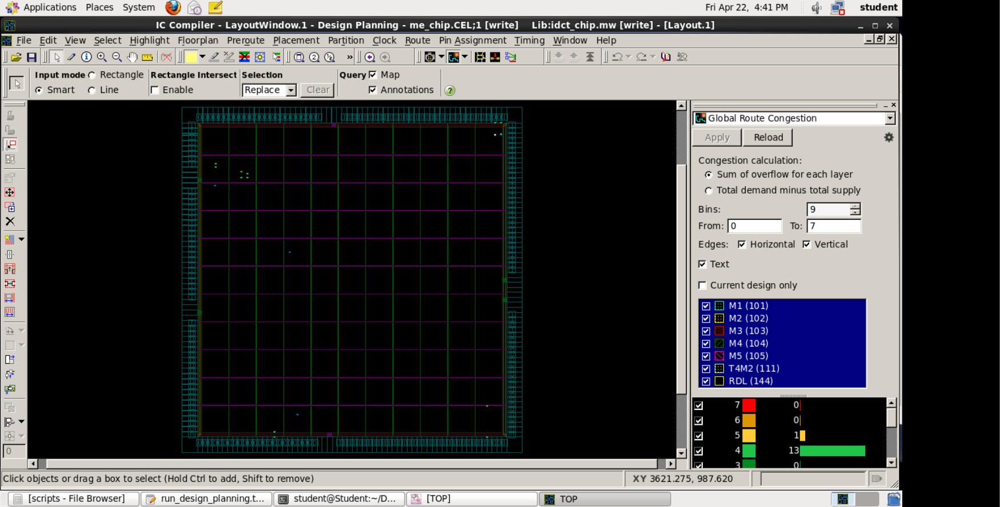 Applications Places System Fri Apr 22, 4:41 PM student
IC Compiler - LayoutWindow.1 - Design Planning - me_chip.CEL;1 [write] Lib:idct_chip.mw [write] - [Layout.1]
File Edit View Select Highlight Floorplan Preroute Placement Partition Clock Route Pin Assignment Timing Window Help
Input mode Rectangle Rectangle Intersect Selection Query Map
Smart Line Enable Replace Clear Annotations
Global Route Congestion
Apply Reload
Congestion calculation:
Sum of overflow for each layer
Total demand minus total supply
Bins: 9
From: 0 To: 7
Edges: Horizontal Vertical
Text
Current design only
M1 (101)
M2 (102)
M3 (103)
M4 (104)
M5 (105)
T4M2 (111)
RDL (144)
7 0
6 0
5 1
4 13
3 0
0
Click objects or drag a box to select (Hold Ctrl to add, Shift to remove) XY 3621.275, 987.620
[scripts - File Browser] run_design_planning.t... student@Student:~/D... [TOP] TOP